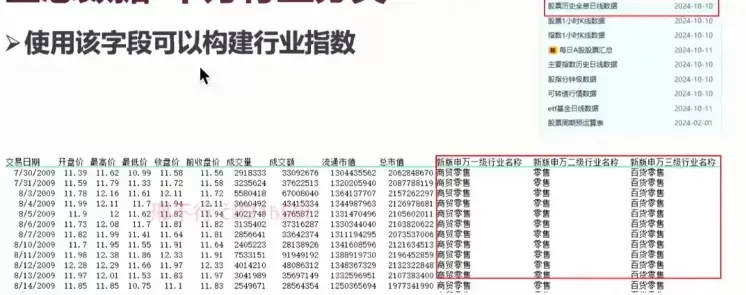 使用该字段可以构建行业指数
股票历史全息日线数据 2024-10-10
股票1小时K线数据 2024-10-10
指数1小时K线数据 2024-10-10
每日A股股票汇总 2024-10-11
主要指数历史日线数据 2024-10-10
股指分钟级数据 2024-10-10
可转债行情数据 2024-10-10
etf基金日线数据 2024-10-11
股票周期预运算表 2024-02-01
交易日期 开盘价 最高价 最低价 收盘价 前收盘价 成交量 成交额 流通市值 总市值 新版申万一级行业名称 新版申万二级行业名称 新版申万三级行业名称
7/30/2009 11.39 11.62 10.99 11.58 11.56 2918333 33092676 1304435562 2062848670 商贸零售 零售 百货零售
7/31/2009 11.59 11.79 11.33 11.72 11.58 3235624 37622513 1320205940 2087788119 商贸零售 零售 百货零售
8/3/2009 11.78 12.16 11.61 12.11 11.72 5580418 67008040 1364137707 2157262297 商贸零售 零售 百货零售
8/4/2009 11.99 12.11 11.55 11.94 12.11 3660492 4315334 1344987963 2126978681 商贸零售 零售 百货零售
8/5/2009 11.9 12 11.62 11.82 11.94 37658712 1331470496 2105602011 商贸零售 零售 百货零售
8/6/2009 11.73 12.08 11.7 11.81 11.82 3135402 37316287 1330344040 2103820622 商贸零售 零售 百货零售
8/7/2009 11.82 11.99 11.41 11.64 11.81 2856641 33642374 1311194295 2073537006 商贸零售 零售 百货零售
8/10/2009 11.7 11.95 11.55 11.91 11.64 2405223 28138596 1341608596 2121634513 商贸零售 零售 百货零售
8/11/2009 11.98 12.38 11.86 12.33 11.91 7533151 91949192 1388919730 2196452589 商贸零售 零售 百货零售
8/12/2009 12.28 12.28 11.66 11.97 12.33 4014210 48086313 1348367329 2132322848 商贸零售 零售 百货零售
8/13/2009 11.97 12.01 11.53 11.83 11.97 3041989 35697149 1332596951 2107383400 商贸零售 零售 百货零售
8/14/2009 11.85 11.85 10.75 11.1 11.83 2549671 28564354 1250365194 1977341990 商贸零售 零售 百货零售